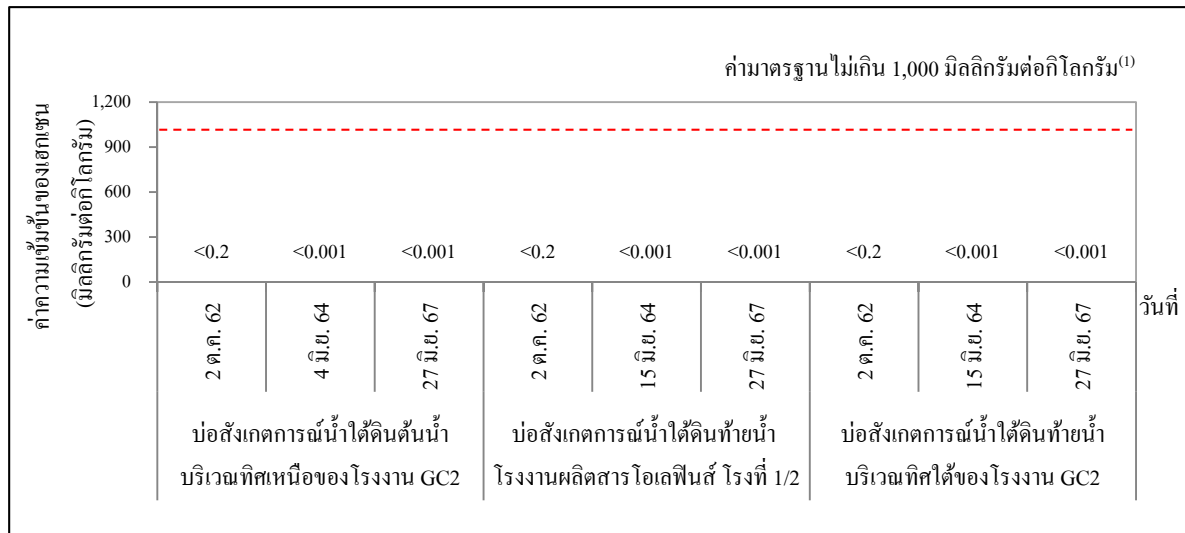 ค่ามาตรฐานไม่เกิน 1,000 มิลลิกรัมต่อกิโลกรัม(1)
ค่าความเข้มข้นของเฮกเซน
(มิลลิกรัมต่อกิโลกรัม)
1,200
900
600
300
0
<0.2 <0.001 <0.001 <0.2 <0.001 <0.001 <0.2 <0.001 <0.001
วันที่
2 ต.ค. 62 4 มิ.ย. 64 27 มิ.ย. 67 2 ต.ค. 62 15 มิ.ย. 64 27 มิ.ย. 67 2 ต.ค. 62 15 มิ.ย. 64 27 มิ.ย. 67
บ่อสังเกตการณ์น้ำใต้ดินต้นน้ำ บ่อสังเกตการณ์น้ำใต้ดินท้ายน้ำ บ่อสังเกตการณ์น้ำใต้ดินท้ายน้ำ
บริเวณทิศเหนือของโรงงาน GC2 โรงงานผลิตสารโอเลฟินส์ โรงที่ 1/2 บริเวณทิศใต้ของโรงงาน GC2